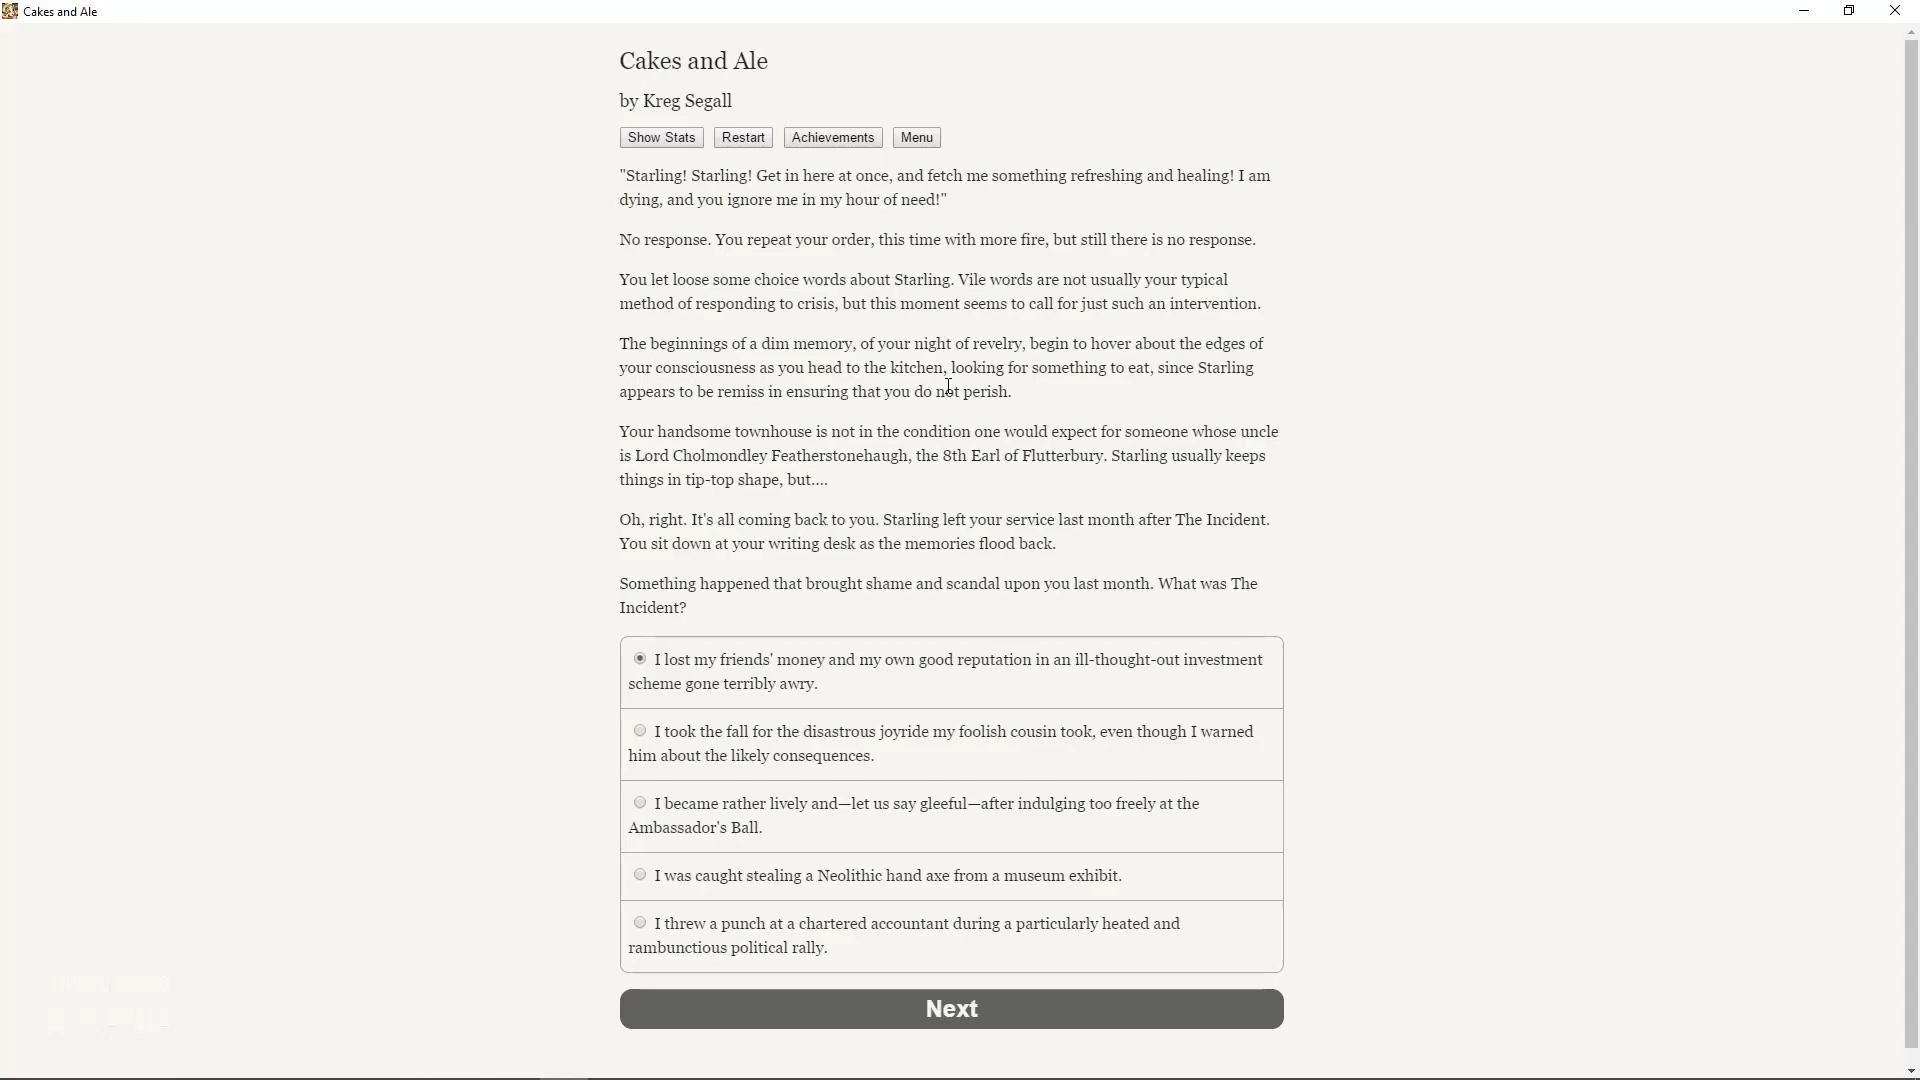 Cakes and Ale
Cakes and Ale
by Kreg Segall
Show Stats Restart Achievements Menu
"Starling! Starling! Get in here at once, and fetch me something refreshing and healing! I am
dying, and you ignore me in my hour of need!"
No response. You repeat your order, this time with more fire, but still there is no response.
You let loose some choice words about Starling. Vile words are not usually your typical
method of responding to crisis, but this moment seems to call for just such an intervention.
The beginnings of a dim memory, of your night of revelry, begin to hover about the edges of
your consciousness as you head to the kitchen, looking for something to eat, since Starling
appears to be remiss in ensuring that you do not perish.
Your handsome townhouse is not in the condition one would expect for someone whose uncle
is Lord Cholmondley Featherstonehaugh, the 8th Earl of Flutterbury. Starling usually keeps
things in tip-top shape, but....
Oh, right. It's all coming back to you. Starling left your service last month after The Incident.
You sit down at your writing desk as the memories flood back.
Something happened that brought shame and scandal upon you last month. What was The
Incident?
I lost my friends' money and my own good reputation in an ill-thought-out investment
scheme gone terribly awry.
I took the fall for the disastrous joyride my foolish cousin took, even though I warned
him about the likely consequences.
I became rather lively and—let us say gleeful—after indulging too freely at the
Ambassador's Ball.
I was caught stealing a Neolithic hand axe from a museum exhibit.
I threw a punch at a chartered accountant during a particularly heated and
rambunctious political rally.
Next